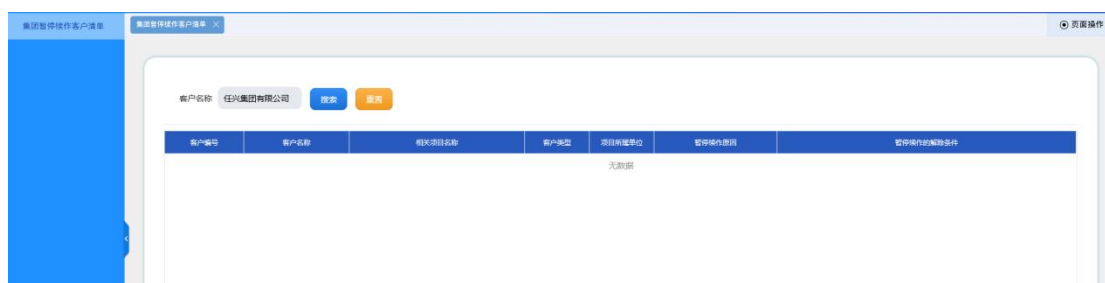 集团暂停续作客户清单
集团暂停续作客户清单 ×
页面操作
客户名称 任兴集团有限公司 搜索 重置
客户编号 客户名称 相关项目名称 客户类型 项目所属单位 暂停续作原因 暂停续作的解除条件
无数据